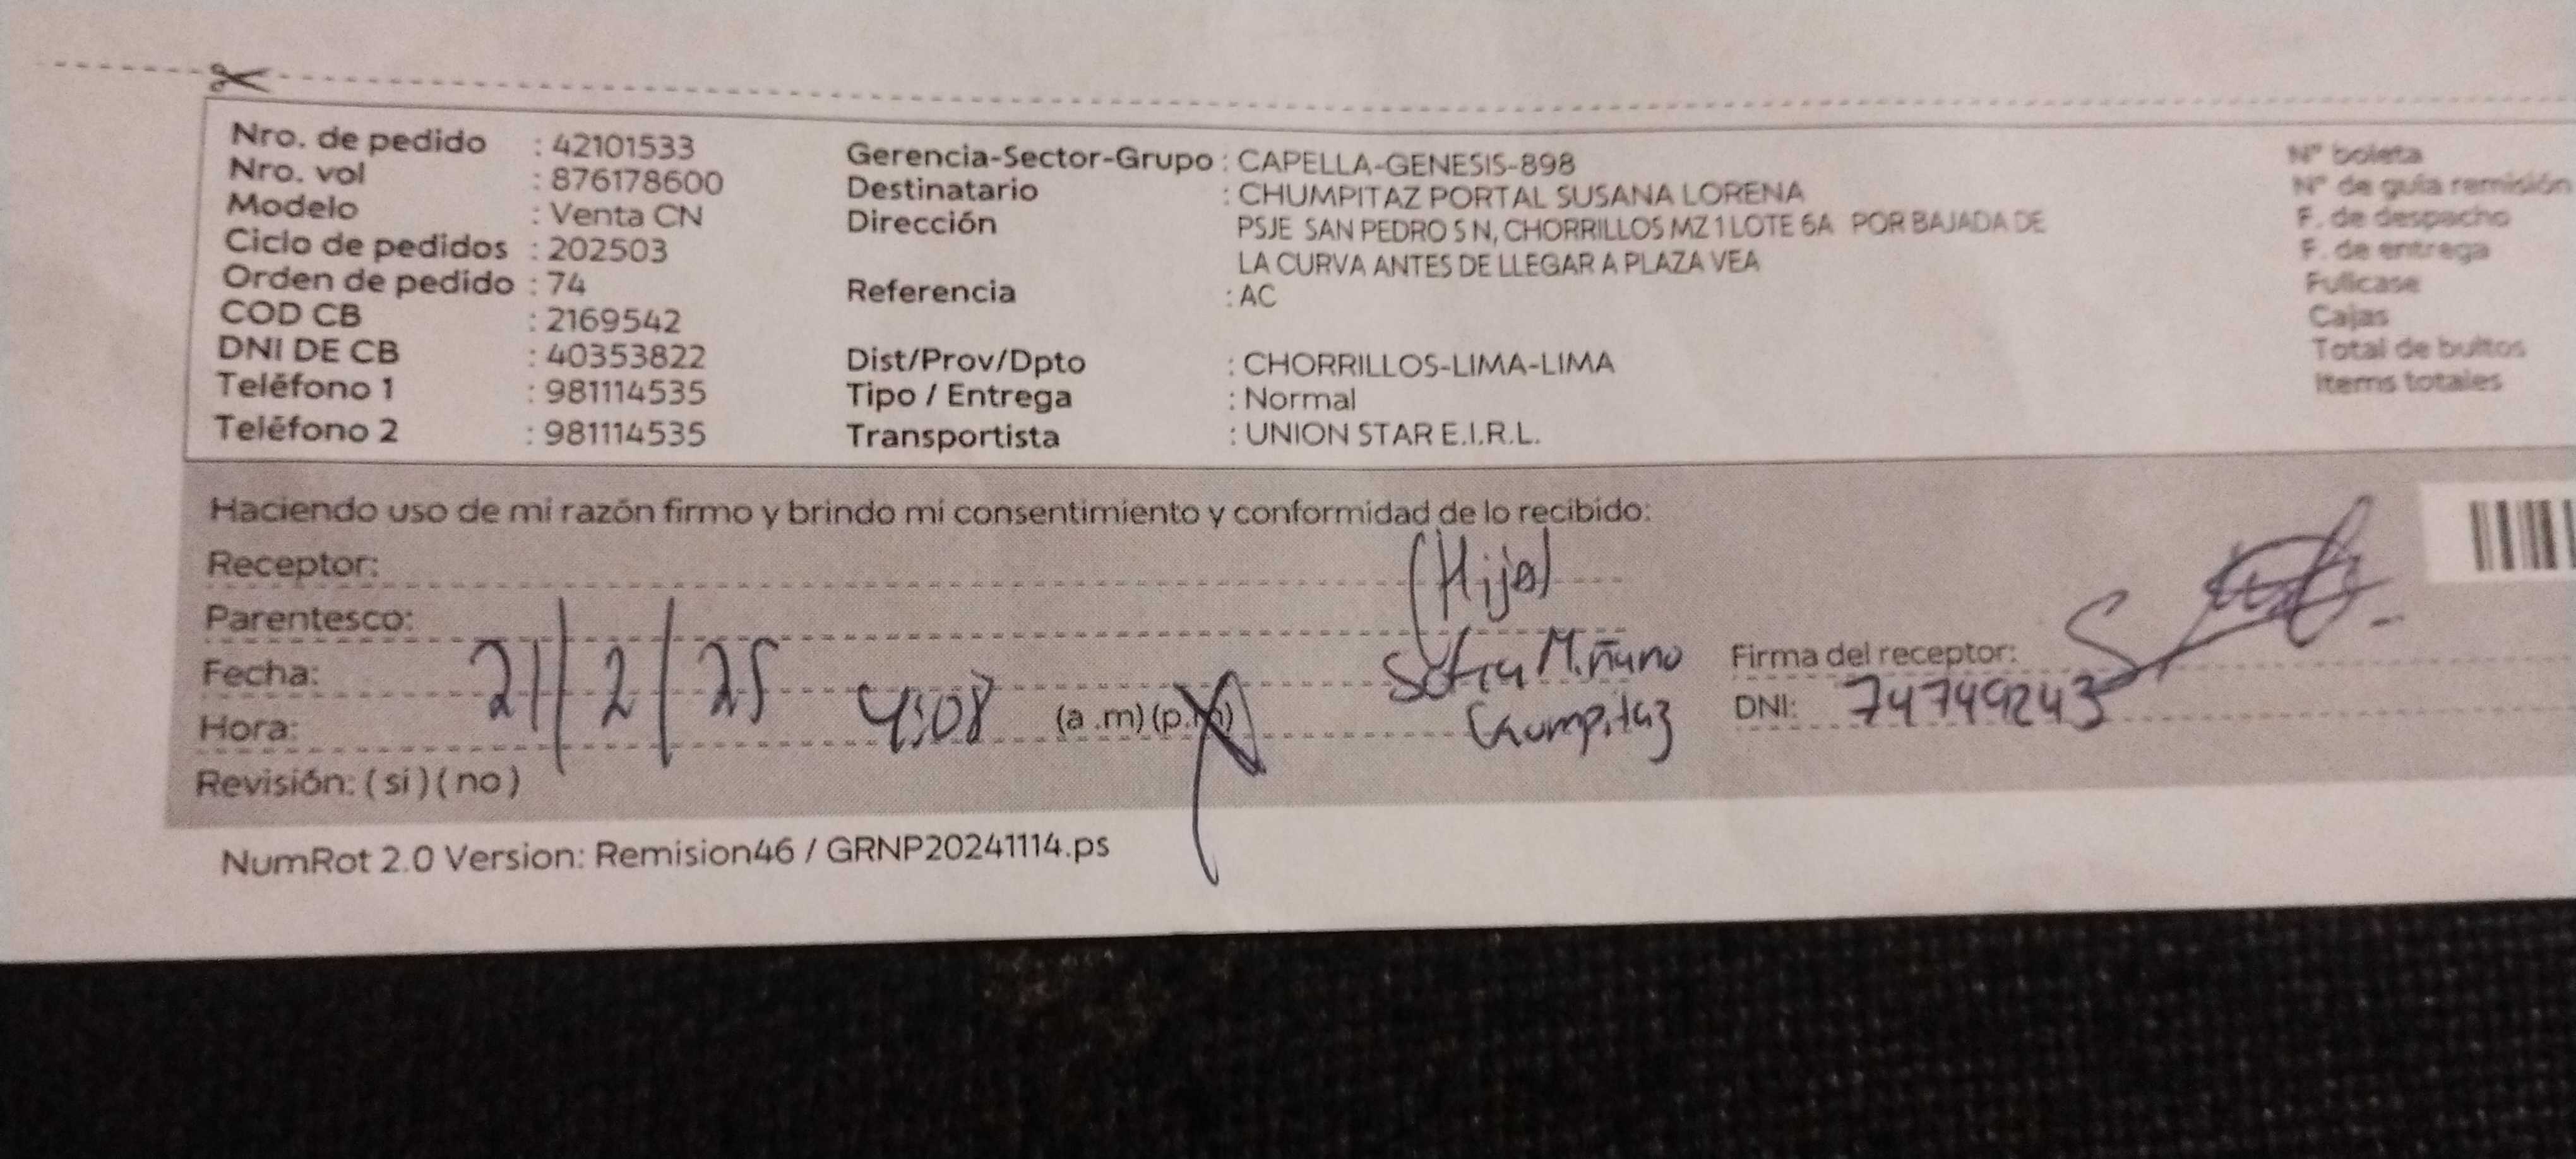 Nro. de pedido : 42101533
Nro. vol : 876178600
Modelo : Venta CN
Ciclo de pedidos : 202503
Orden de pedido : 74
COD CB : 2169542
DNI DE CB : 40353822
Teléfono 1 : 981114535
Teléfono 2 : 981114535
Gerencia-Sector-Grupo : CAPELLA-GENESIS-898
Destinatario : CHUMPITAZ PORTAL SUSANA LORENA
Dirección PSJE SAN PEDRO S N, CHORRILLOS MZ 1 LOTE 6A POR BAJADA DE
LA CURVA ANTES DE LLEGAR A PLAZA VEA
Referencia : AC
Dist/Prov/Dpto : CHORRILLOS-LIMA-LIMA
Tipo / Entrega : Normal
Transportista : UNION STAR E.I.R.L.
Nº boleta
Nº de guía remisión
F. de despacho
F. de entrega
Fullcase
Cajas
Total de bultos
Items totales
Haciendo uso de mi razón firmo y brindo mi consentimiento y conformidad de lo recibido:
Receptor:
(Hija)
Parentesco:
Fecha: 21/2/25
Hora: 4:08 (a.m)(p.m)
Miñano
Chumpitaz
Firma del receptor:
DNI: 74749243
Revisión: (si)(no)
NumRot 2.0 Version: Remision46 / GRNP20241114.ps